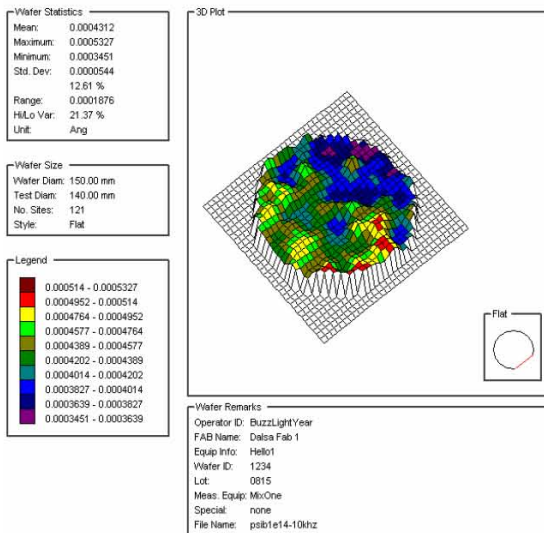 Wafer Statistics
Mean: 0.0004312
Maximum: 0.0005327
Minimum: 0.0003451
Std. Dev: 0.0000544
12.61 %
Range: 0.0001876
Hi/Lo Var: 21.37 %
Unit: Ang
Wafer Size
Wafer Diam: 150.00 mm
Test Diam: 140.00 mm
No. Sites: 121
Style: Flat
Legend
0.000514 - 0.0005327
0.0004952 - 0.000514
0.0004764 - 0.0004952
0.0004577 - 0.0004764
0.0004389 - 0.0004577
0.0004202 - 0.0004389
0.0004014 - 0.0004202
0.0003827 - 0.0004014
0.0003639 - 0.0003827
0.0003451 - 0.0003639
3D Plot
Flat
Wafer Remarks
Operator ID: BuzzLightYear
FAB Name: Dalsa Fab 1
Equip Info: Hello1
Wafer ID: 1234
Lot: 0815
Meas. Equip: MixOne
Special: none
File Name: psib1e14-10khz